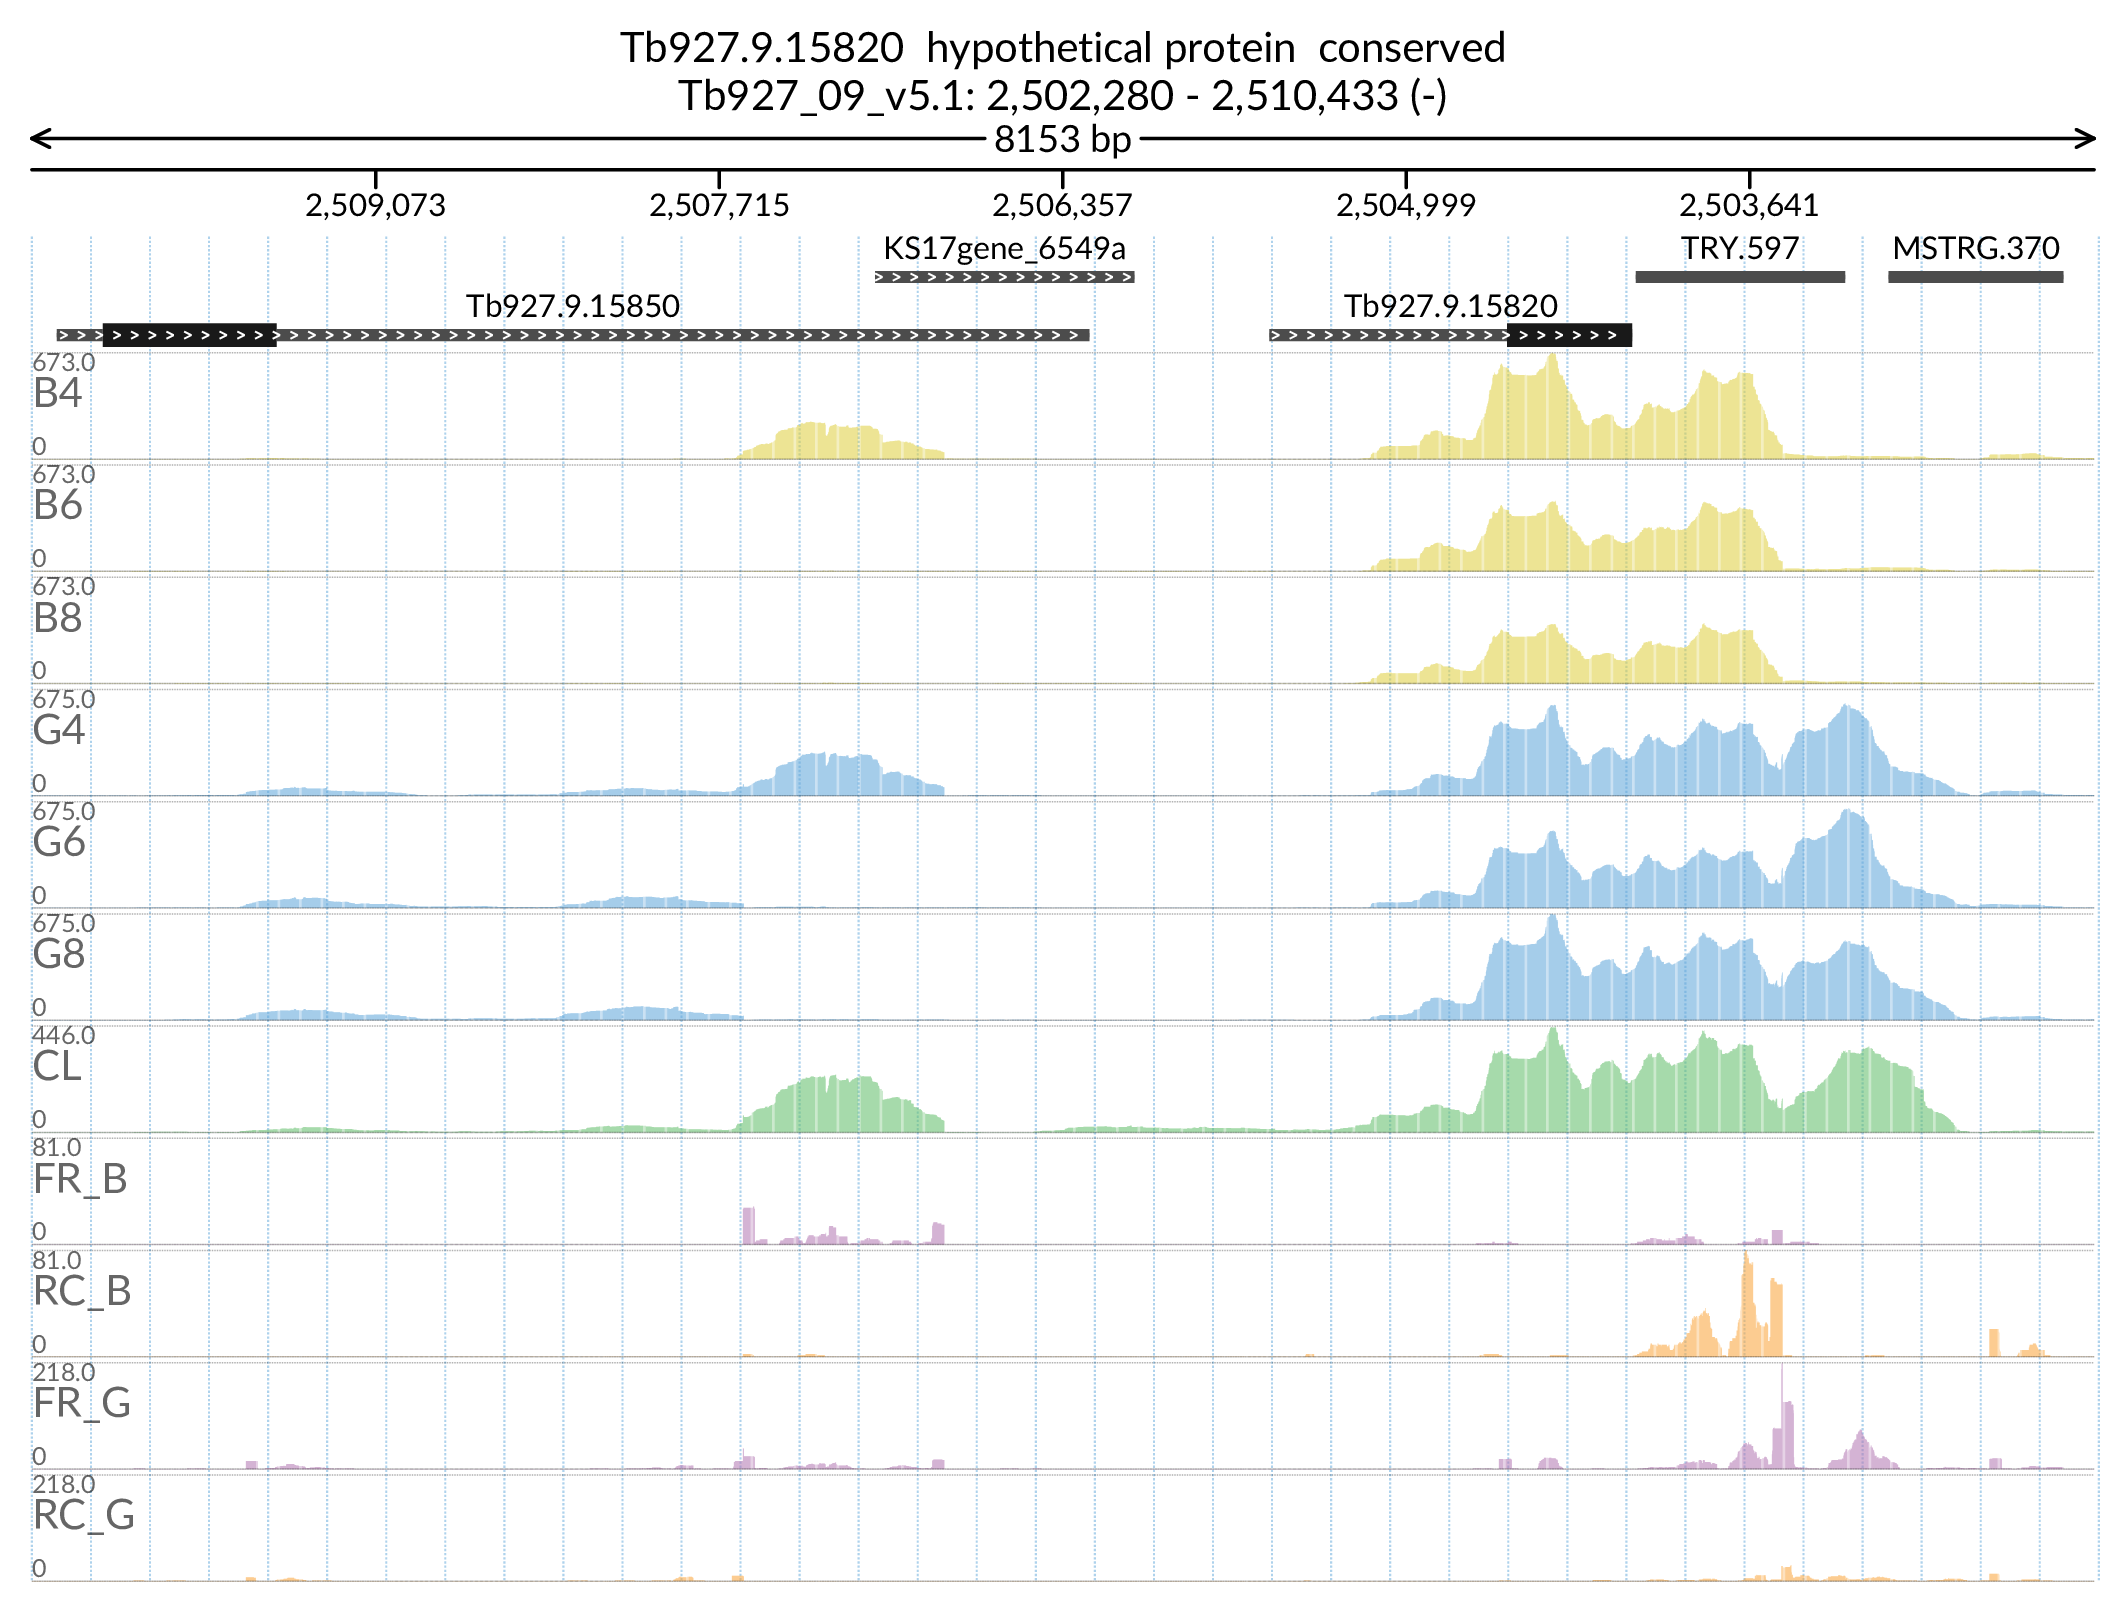 Tb927.9.15820  hypothetical protein  conserved
Tb927_09_v5.1: 2,502,280 - 2,510,433 (-)
8153 bp
2,509,073 2,507,715 2,506,357 2,504,999 2,503,641
KS17gene_6549a TRY.597 MSTRG.370
Tb927.9.15850 Tb927.9.15820
673.0
B4
0
673.0
B6
0
673.0
B8
0
675.0
G4
0
675.0
G6
0
675.0
G8
0
446.0
CL
0
81.0
FR_B
0
81.0
RC_B
0
218.0
FR_G
0
218.0
RC_G
0